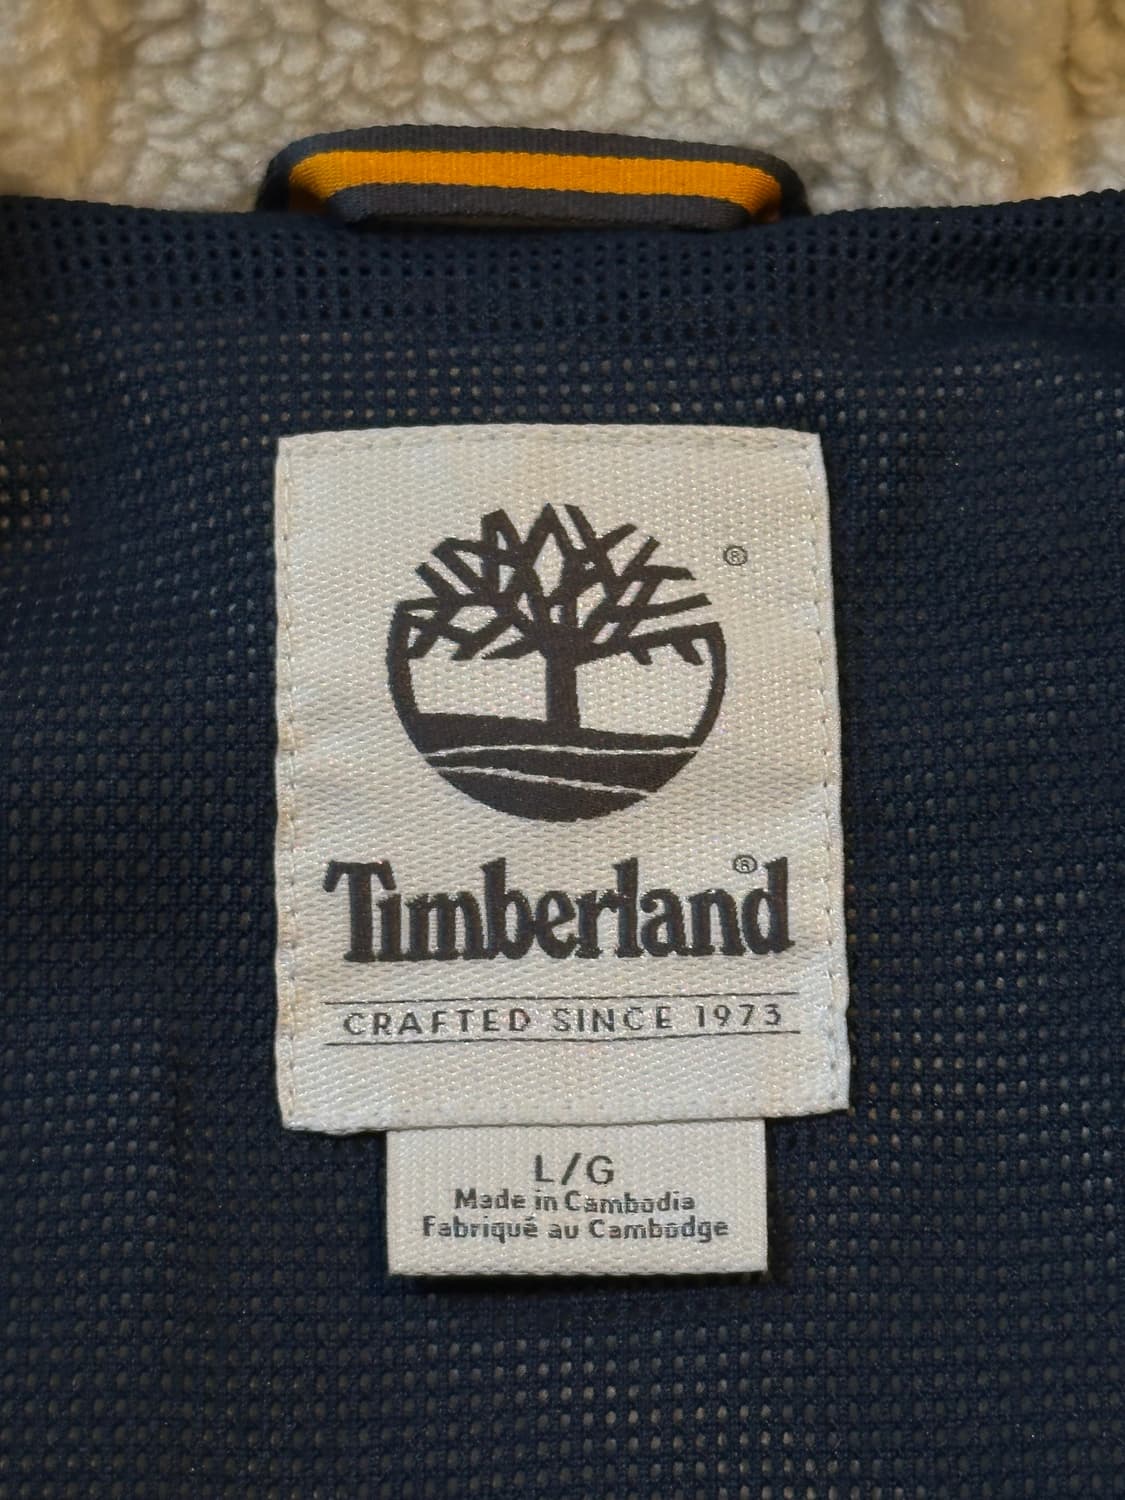 ®
Timberland®
CRAFTED SINCE 1973
L/G
Made in Cambodia
Fabriqué au Cambodge